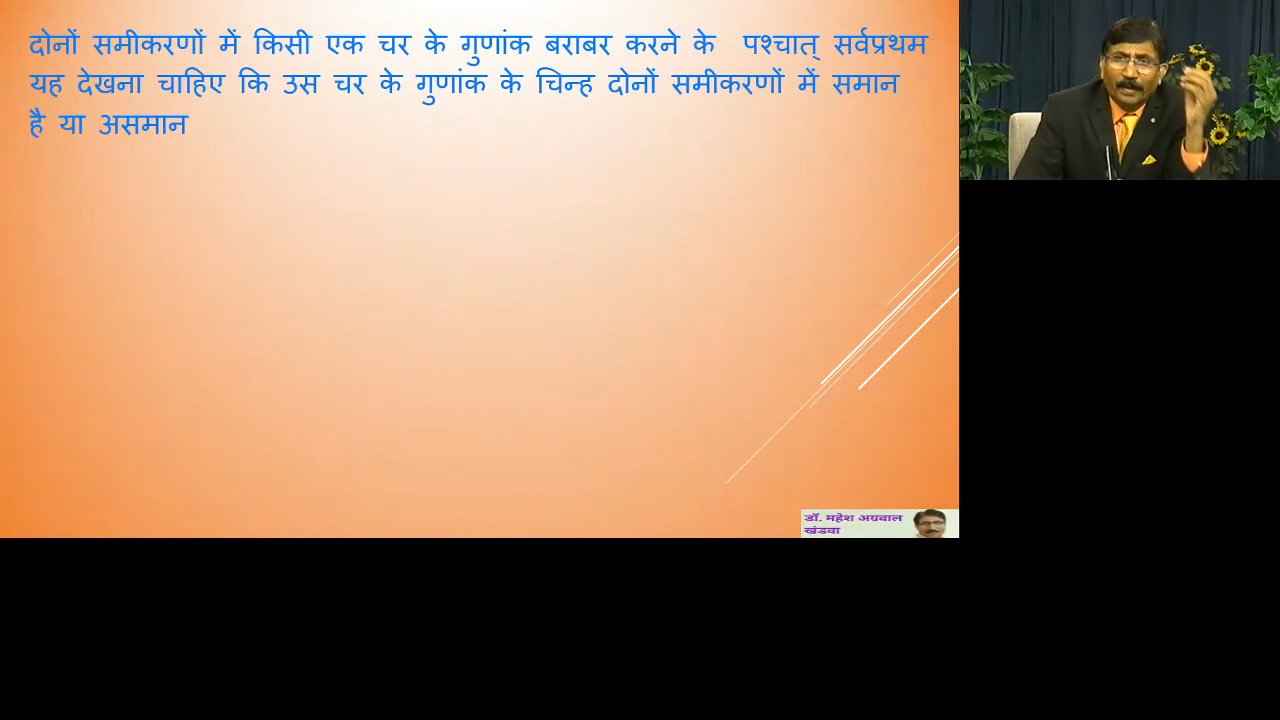 दोनों समीकरणों में किसी एक चर के गुणांक बराबर करने के पश्चात् सर्वप्रथम
यह देखना चाहिए कि उस चर के गुणांक के चिन्ह दोनों समीकरणों में समान
है या असमान
डॉ. महेश अग्रवाल
खंडवा